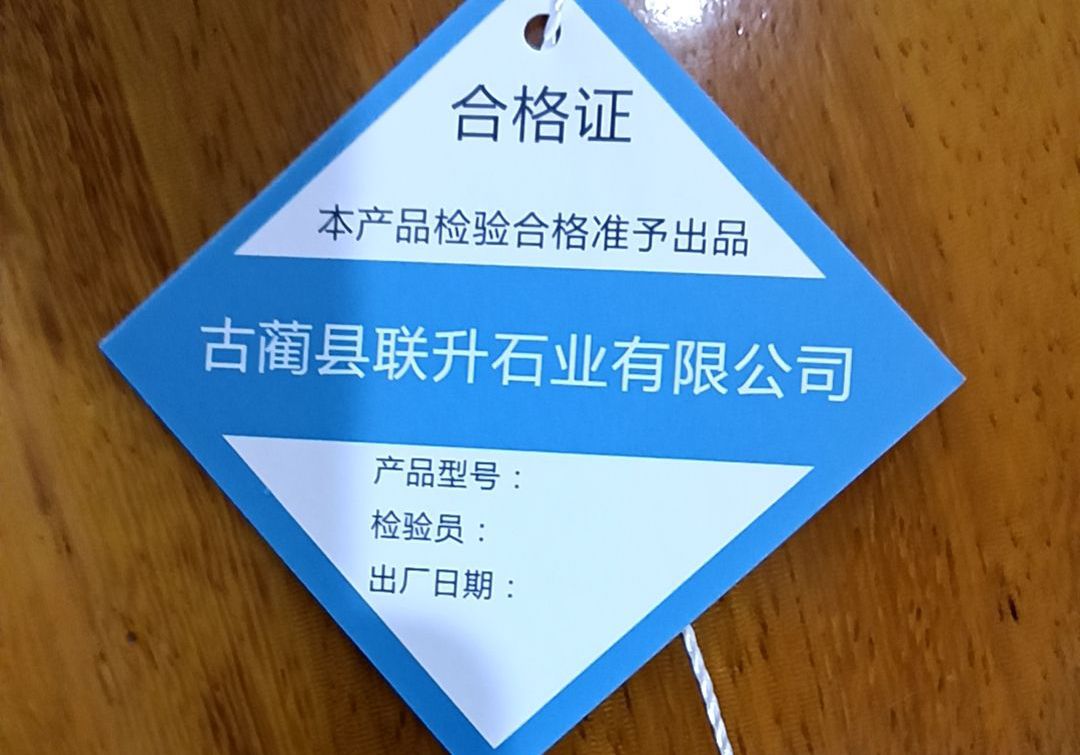 合格证
本产品检验合格准予出品
古蔺县联升石业有限公司
产品型号：
检验员：
出厂日期：